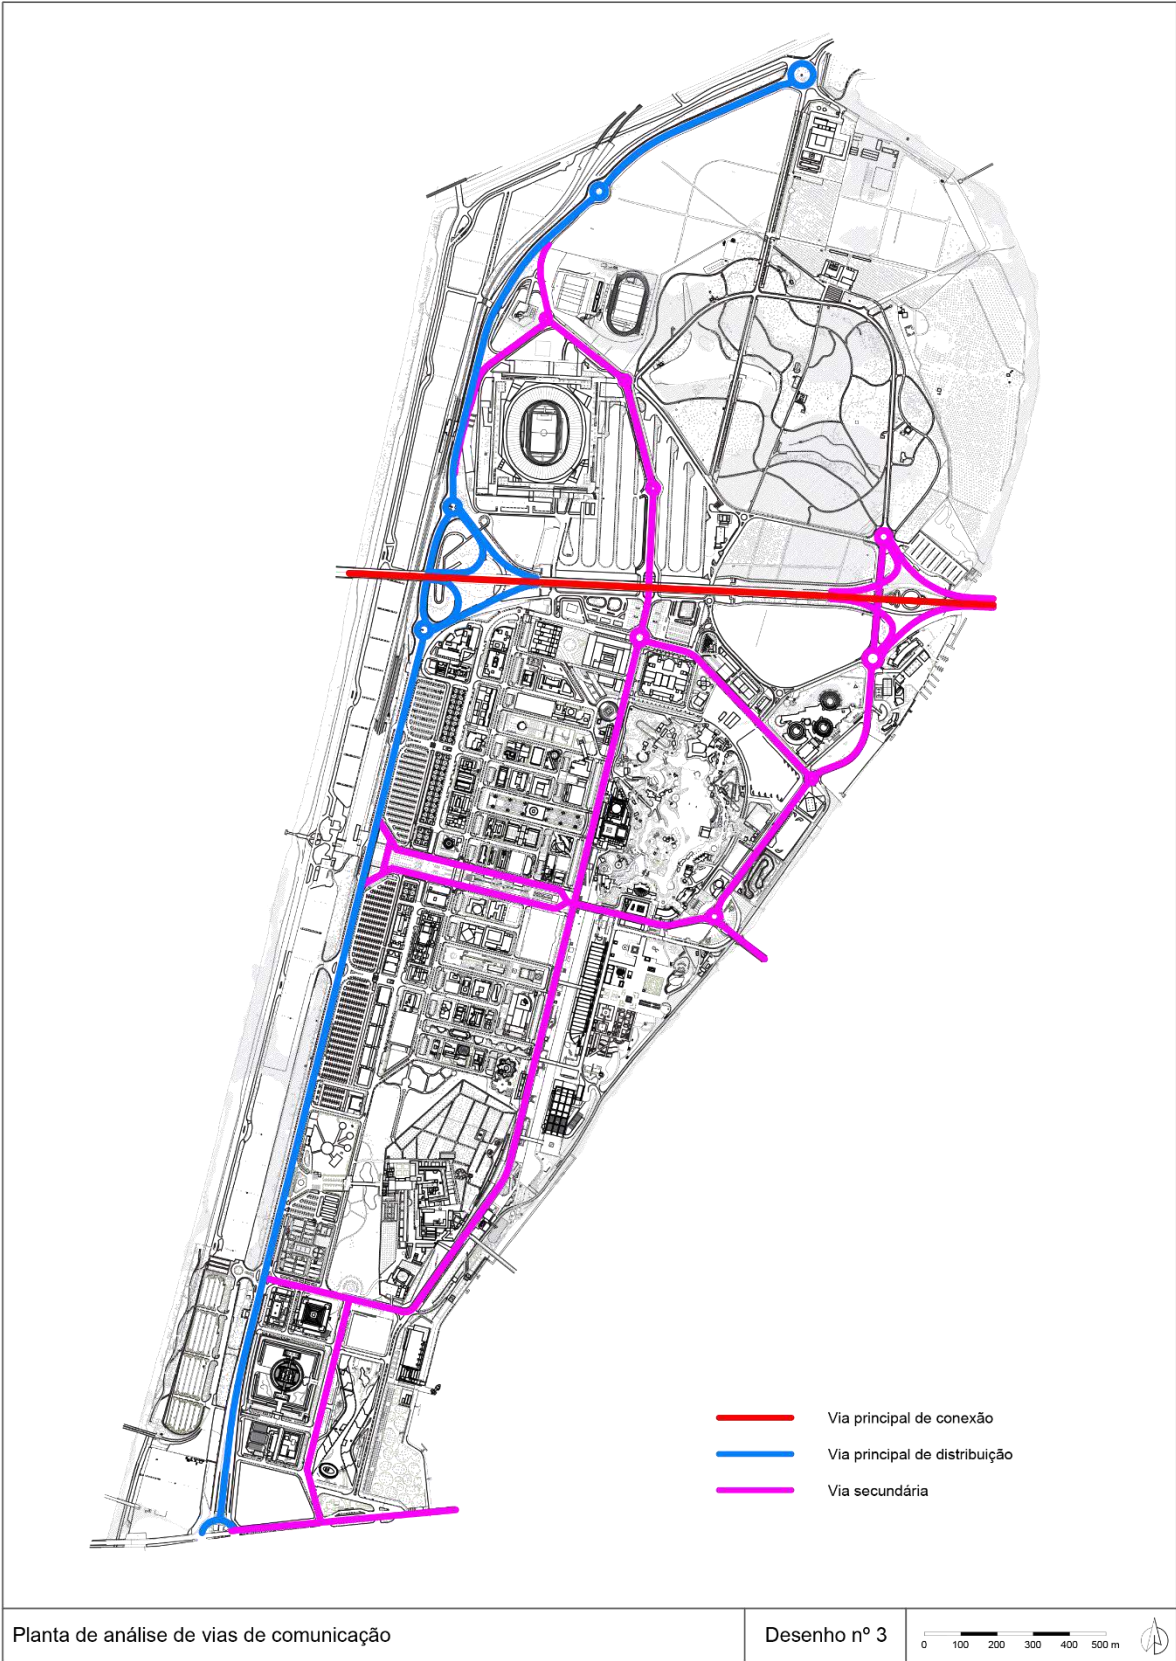 Via principal de conexão
Via principal de distribuição
Via secundária
Planta de análise de vias de comunicação
Desenho nº 3
0 100 200 300 400 500 m